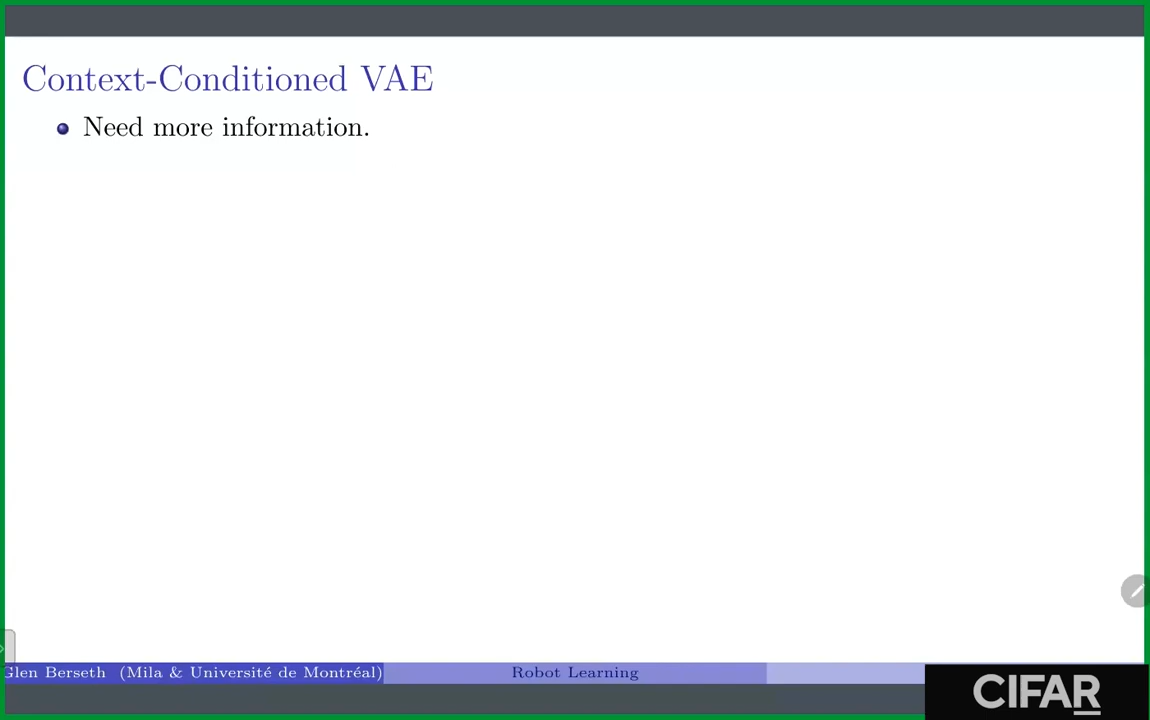 Context-Conditioned VAE
Need more information.
Glen Berseth (Mila & Université de Montréal)
Robot Learning
CIFAR